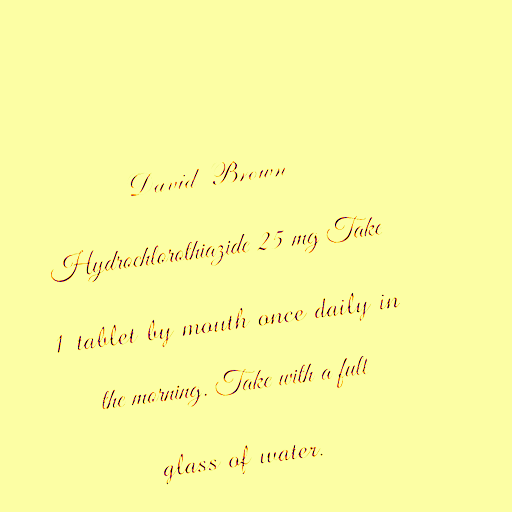 David Brown
Hydrochlorothiazide 25 mg Take
1 tablet by mouth once daily in
the morning. Take with a full
glass of water.